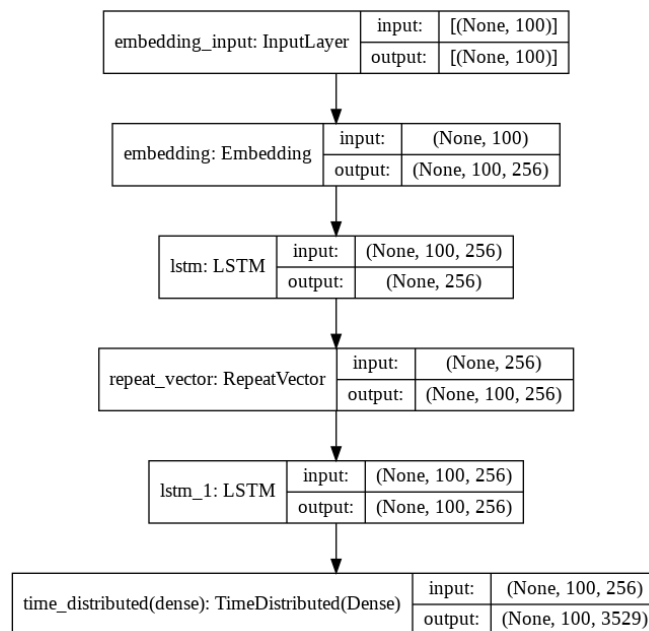 embedding_input: InputLayer
input: [(None, 100)]
output: [(None, 100)]
embedding: Embedding
input: (None, 100)
output: (None, 100, 256)
lstm: LSTM
input: (None, 100, 256)
output: (None, 256)
repeat_vector: RepeatVector
input: (None, 256)
output: (None, 100, 256)
lstm_1: LSTM
input: (None, 100, 256)
output: (None, 100, 256)
time_distributed(dense): TimeDistributed(Dense)
input: (None, 100, 256)
output: (None, 100, 3529)